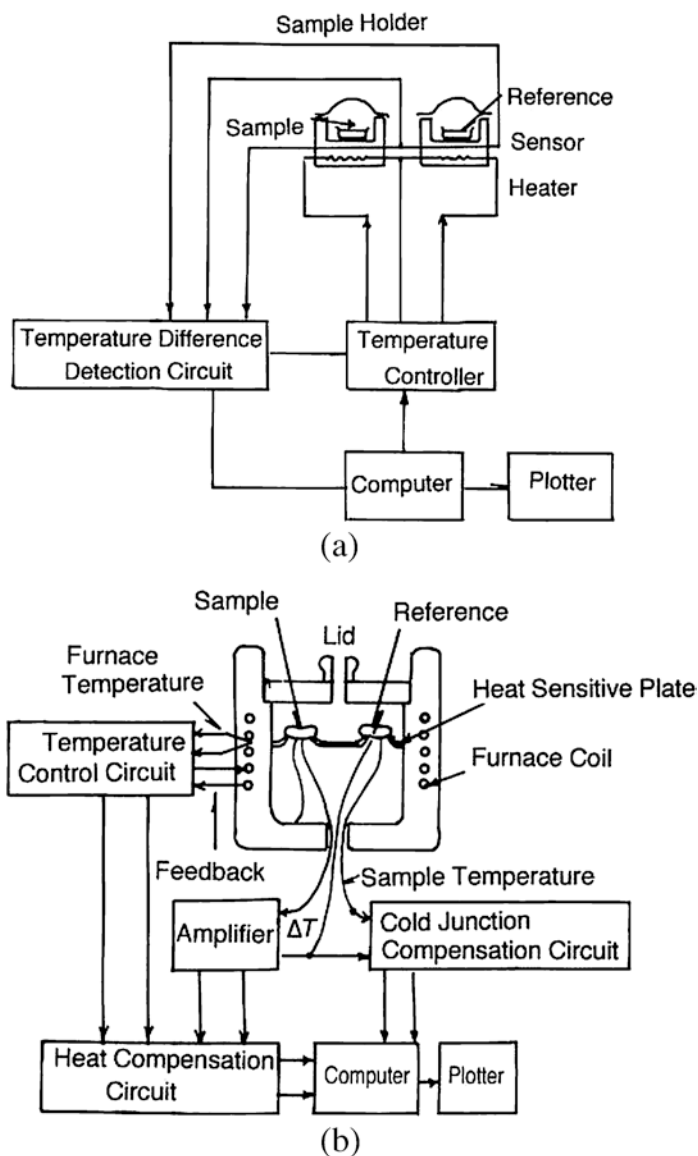 Sample Holder
Reference
Sample
Sensor
Heater
Temperature Difference
Detection Circuit
Temperature
Controller
Computer
Plotter
(a)
Sample
Reference
Lid
Furnace
Temperature
Heat Sensitive Plate
Temperature
Control Circuit
Furnace Coil
Feedback
Sample Temperature
Amplifier
ΔT
Cold Junction
Compensation Circuit
Heat Compensation
Circuit
Computer
Plotter
(b)